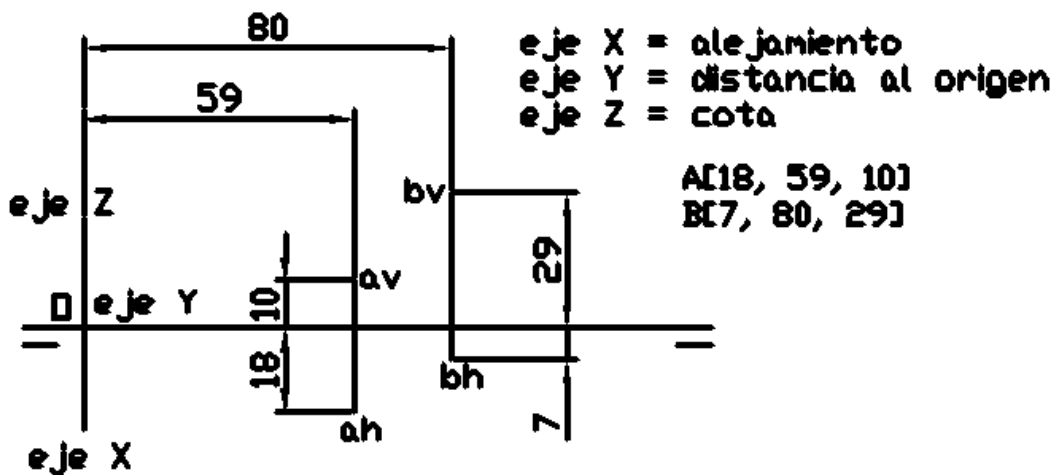 80
eje X = alejamiento
eje Y = distancia al origen
59
eje Z = cota
A[18, 59, 10]
bv
eje Z
B[7, 80, 29]
29
av
10
O eje Y
18
bh
7
ah
eje X